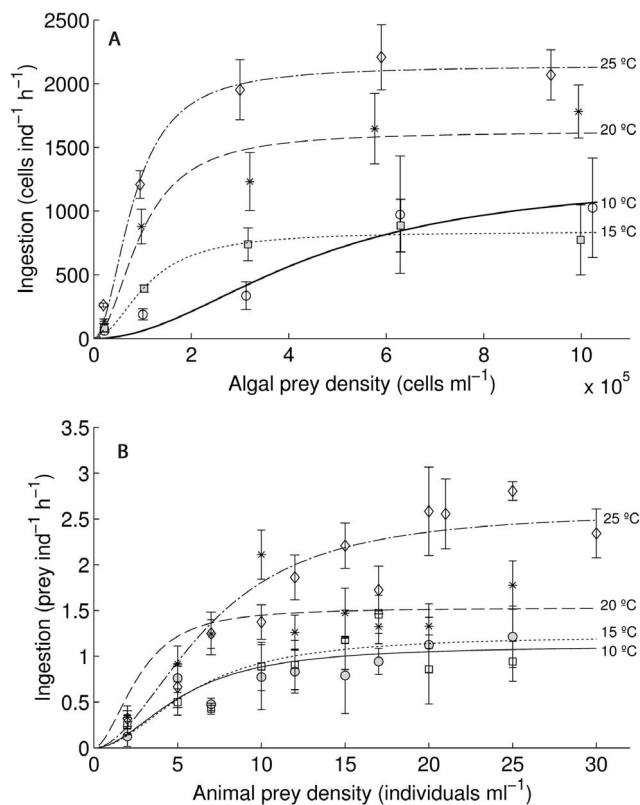 A
2500
2000
1500
1000
500
0
Ingestion (cells ind⁻¹ h⁻¹)
25 ºC
20 ºC
10 ºC
15 ºC
0 2 4 6 8 10
x 10⁵
Algal prey density (cells ml⁻¹)
B
3.5
3
2.5
2
1.5
1
0.5
0
Ingestion (prey ind⁻¹ h⁻¹)
25 ºC
20 ºC
15 ºC
10 ºC
0 5 10 15 20 25 30
Animal prey density (individuals ml⁻¹)